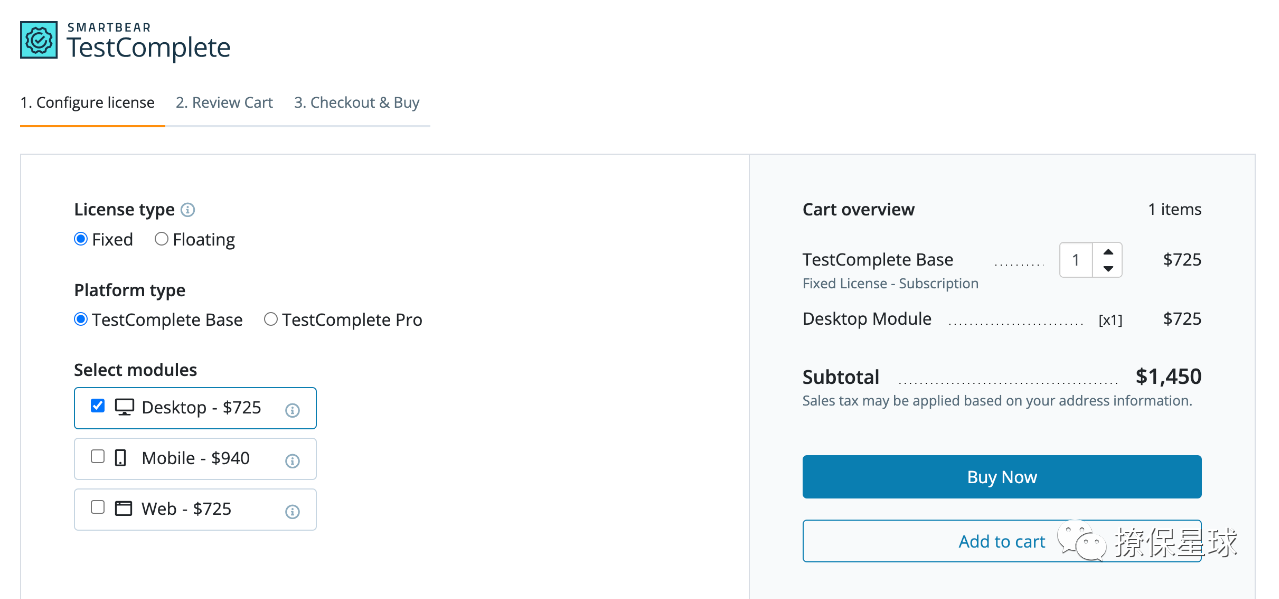 SMARTBEAR
TestComplete
1. Configure license 2. Review Cart 3. Checkout & Buy
License type
Fixed Floating
Platform type
TestComplete Base TestComplete Pro
Select modules
Desktop - $725
Mobile - $940
Web - $725
Cart overview 1 items
TestComplete Base .......... 1 $725
Fixed License - Subscription
Desktop Module ........................... [x1] $725
Subtotal ........................................ $1,450
Sales tax may be applied based on your address information.
Buy Now
Add to cart
撩保星球